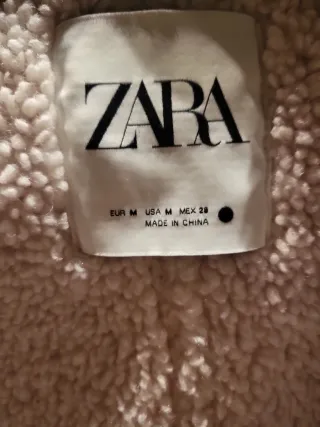 ZARA
EUR M USA M MEX 28
MADE IN CHINA